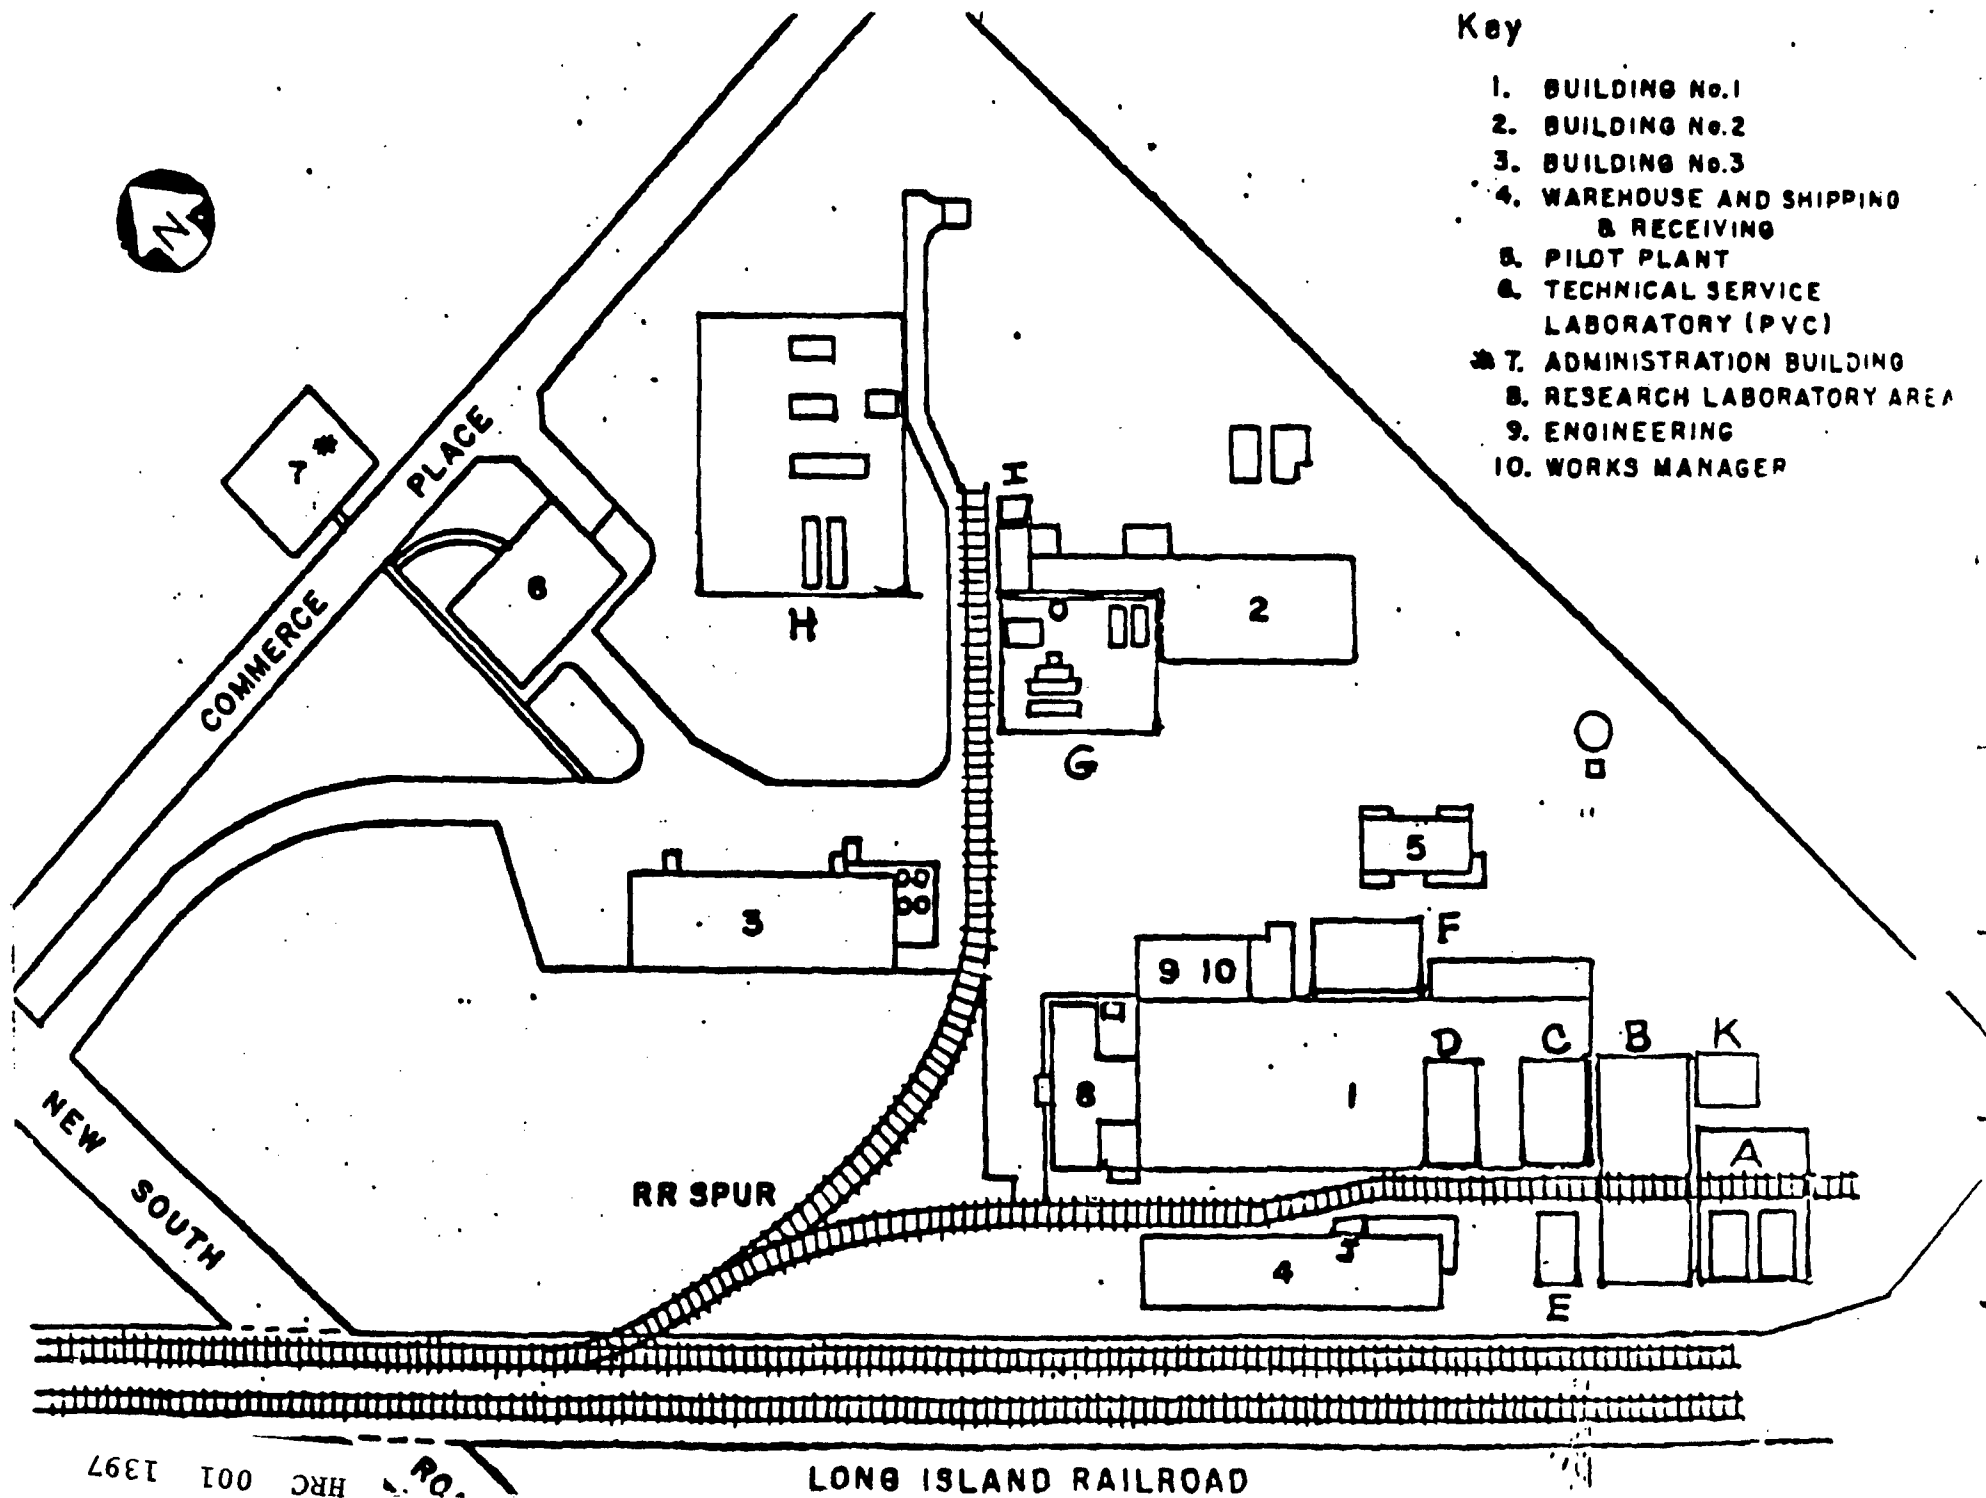 Key
1. BUILDING No.1
2. BUILDING No.2
3. BUILDING No.3
4. WAREHOUSE AND SHIPPING
& RECEIVING
5. PILOT PLANT
6. TECHNICAL SERVICE
LABORATORY (PVC)
* 7. ADMINISTRATION BUILDING
8. RESEARCH LABORATORY AREA
9. ENGINEERING
10. WORKS MANAGER
N
7 *
COMMERCE PLACE
6
H
I
2
G
5
3
F
9 10
D
C
B
K
8
1
A
NEW SOUTH
RR SPUR
J
4
E
RD.
LONG ISLAND RAILROAD
HRC 001 1397